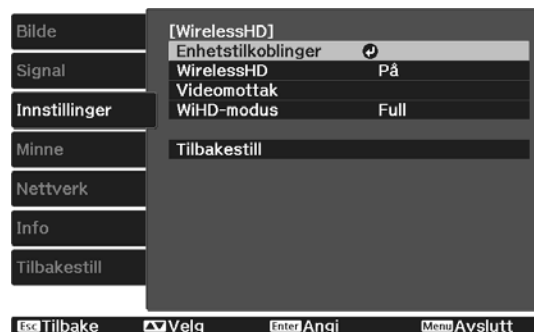 Bilde
Signal
Innstillinger
Minne
Nettverk
Info
Tilbakestill
[WirelessHD]
Enhetstilkoblinger
WirelessHD På
Videomottak
WiHD-modus Full
Tilbakestill
Esc Tilbake Velg Enter Angi Menu Avslutt